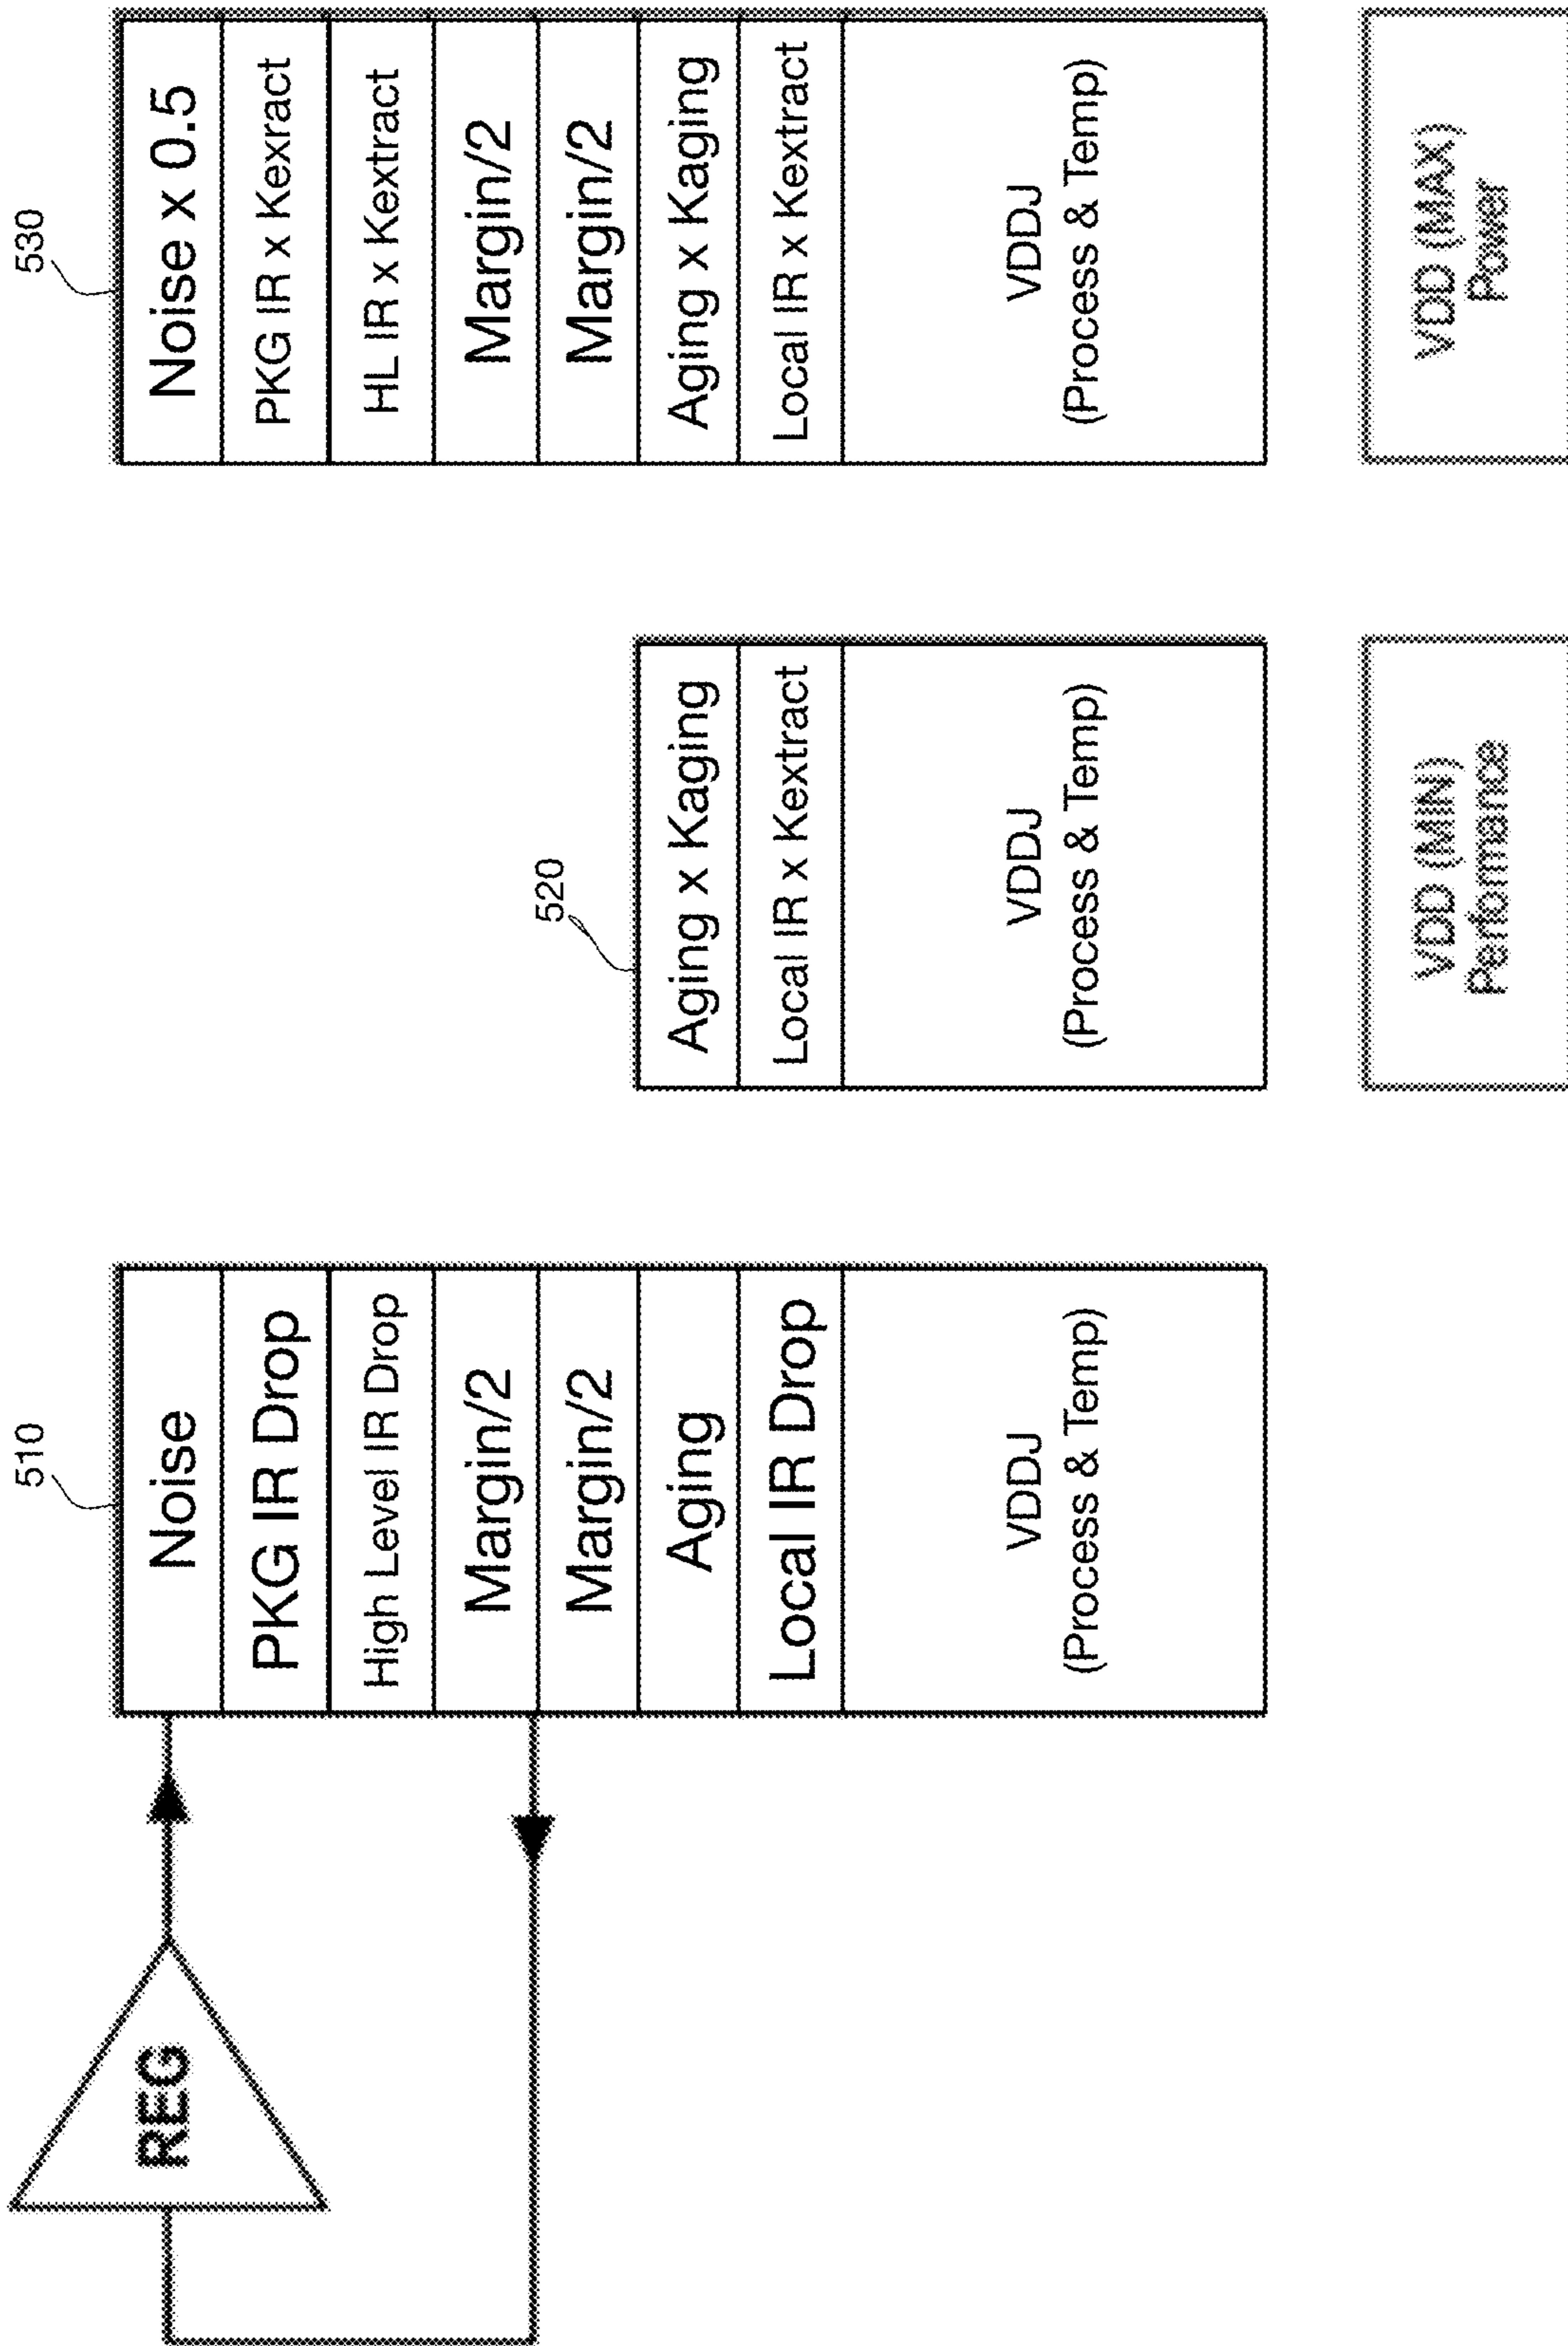 REG
510
Noise
PKG IR Drop
High Level IR Drop
Margin/2
Margin/2
Aging
Local IR Drop
VDDJ
(Process & Temp)
520
Aging x Kaging
Local IR x Kextract
VDDJ
(Process & Temp)
VDD (MIN)
Performance
530
Noise x 0.5
PKG IR x Kexract
HL IR x Kextract
Margin/2
Margin/2
Aging x Kaging
Local IR x Kextract
VDDJ
(Process & Temp)
VDD (MAX)
Power